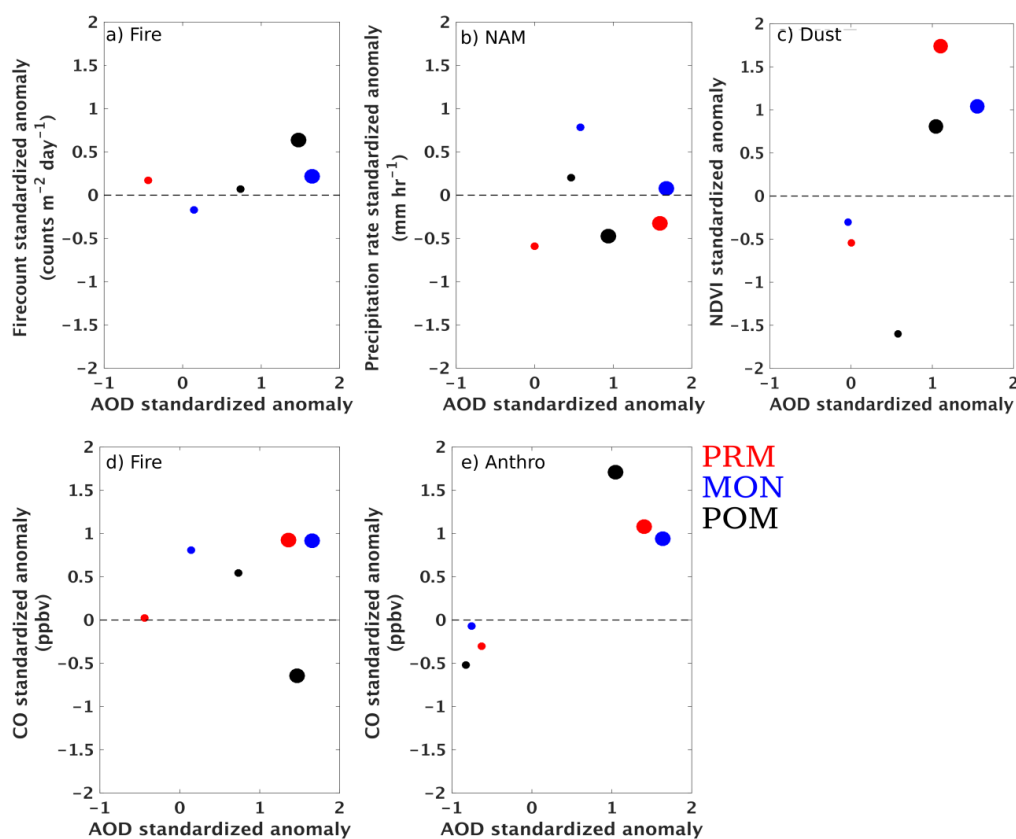 a) Fire
Firecount standardized anomaly
(counts m⁻² day⁻¹)
2
1.5
1
0.5
0
−0.5
−1
−1.5
−2
−1 0 1 2
AOD standardized anomaly
b) NAM
Precipitation rate standardized anomaly
(mm hr⁻¹)
2
1.5
1
0.5
0
−0.5
−1
−1.5
−2
−1 0 1 2
AOD standardized anomaly
c) Dust
NDVI standardized anomaly
2
1.5
1
0.5
0
−0.5
−1
−1.5
−2
−1 0 1 2
AOD standardized anomaly
d) Fire
CO standardized anomaly
(ppbv)
2
1.5
1
0.5
0
−0.5
−1
−1.5
−2
−1 0 1 2
AOD standardized anomaly
e) Anthro
CO standardized anomaly
(ppbv)
2
1.5
1
0.5
0
−0.5
−1
−1.5
−2
−1 0 1 2
AOD standardized anomaly
PRM
MON
POM